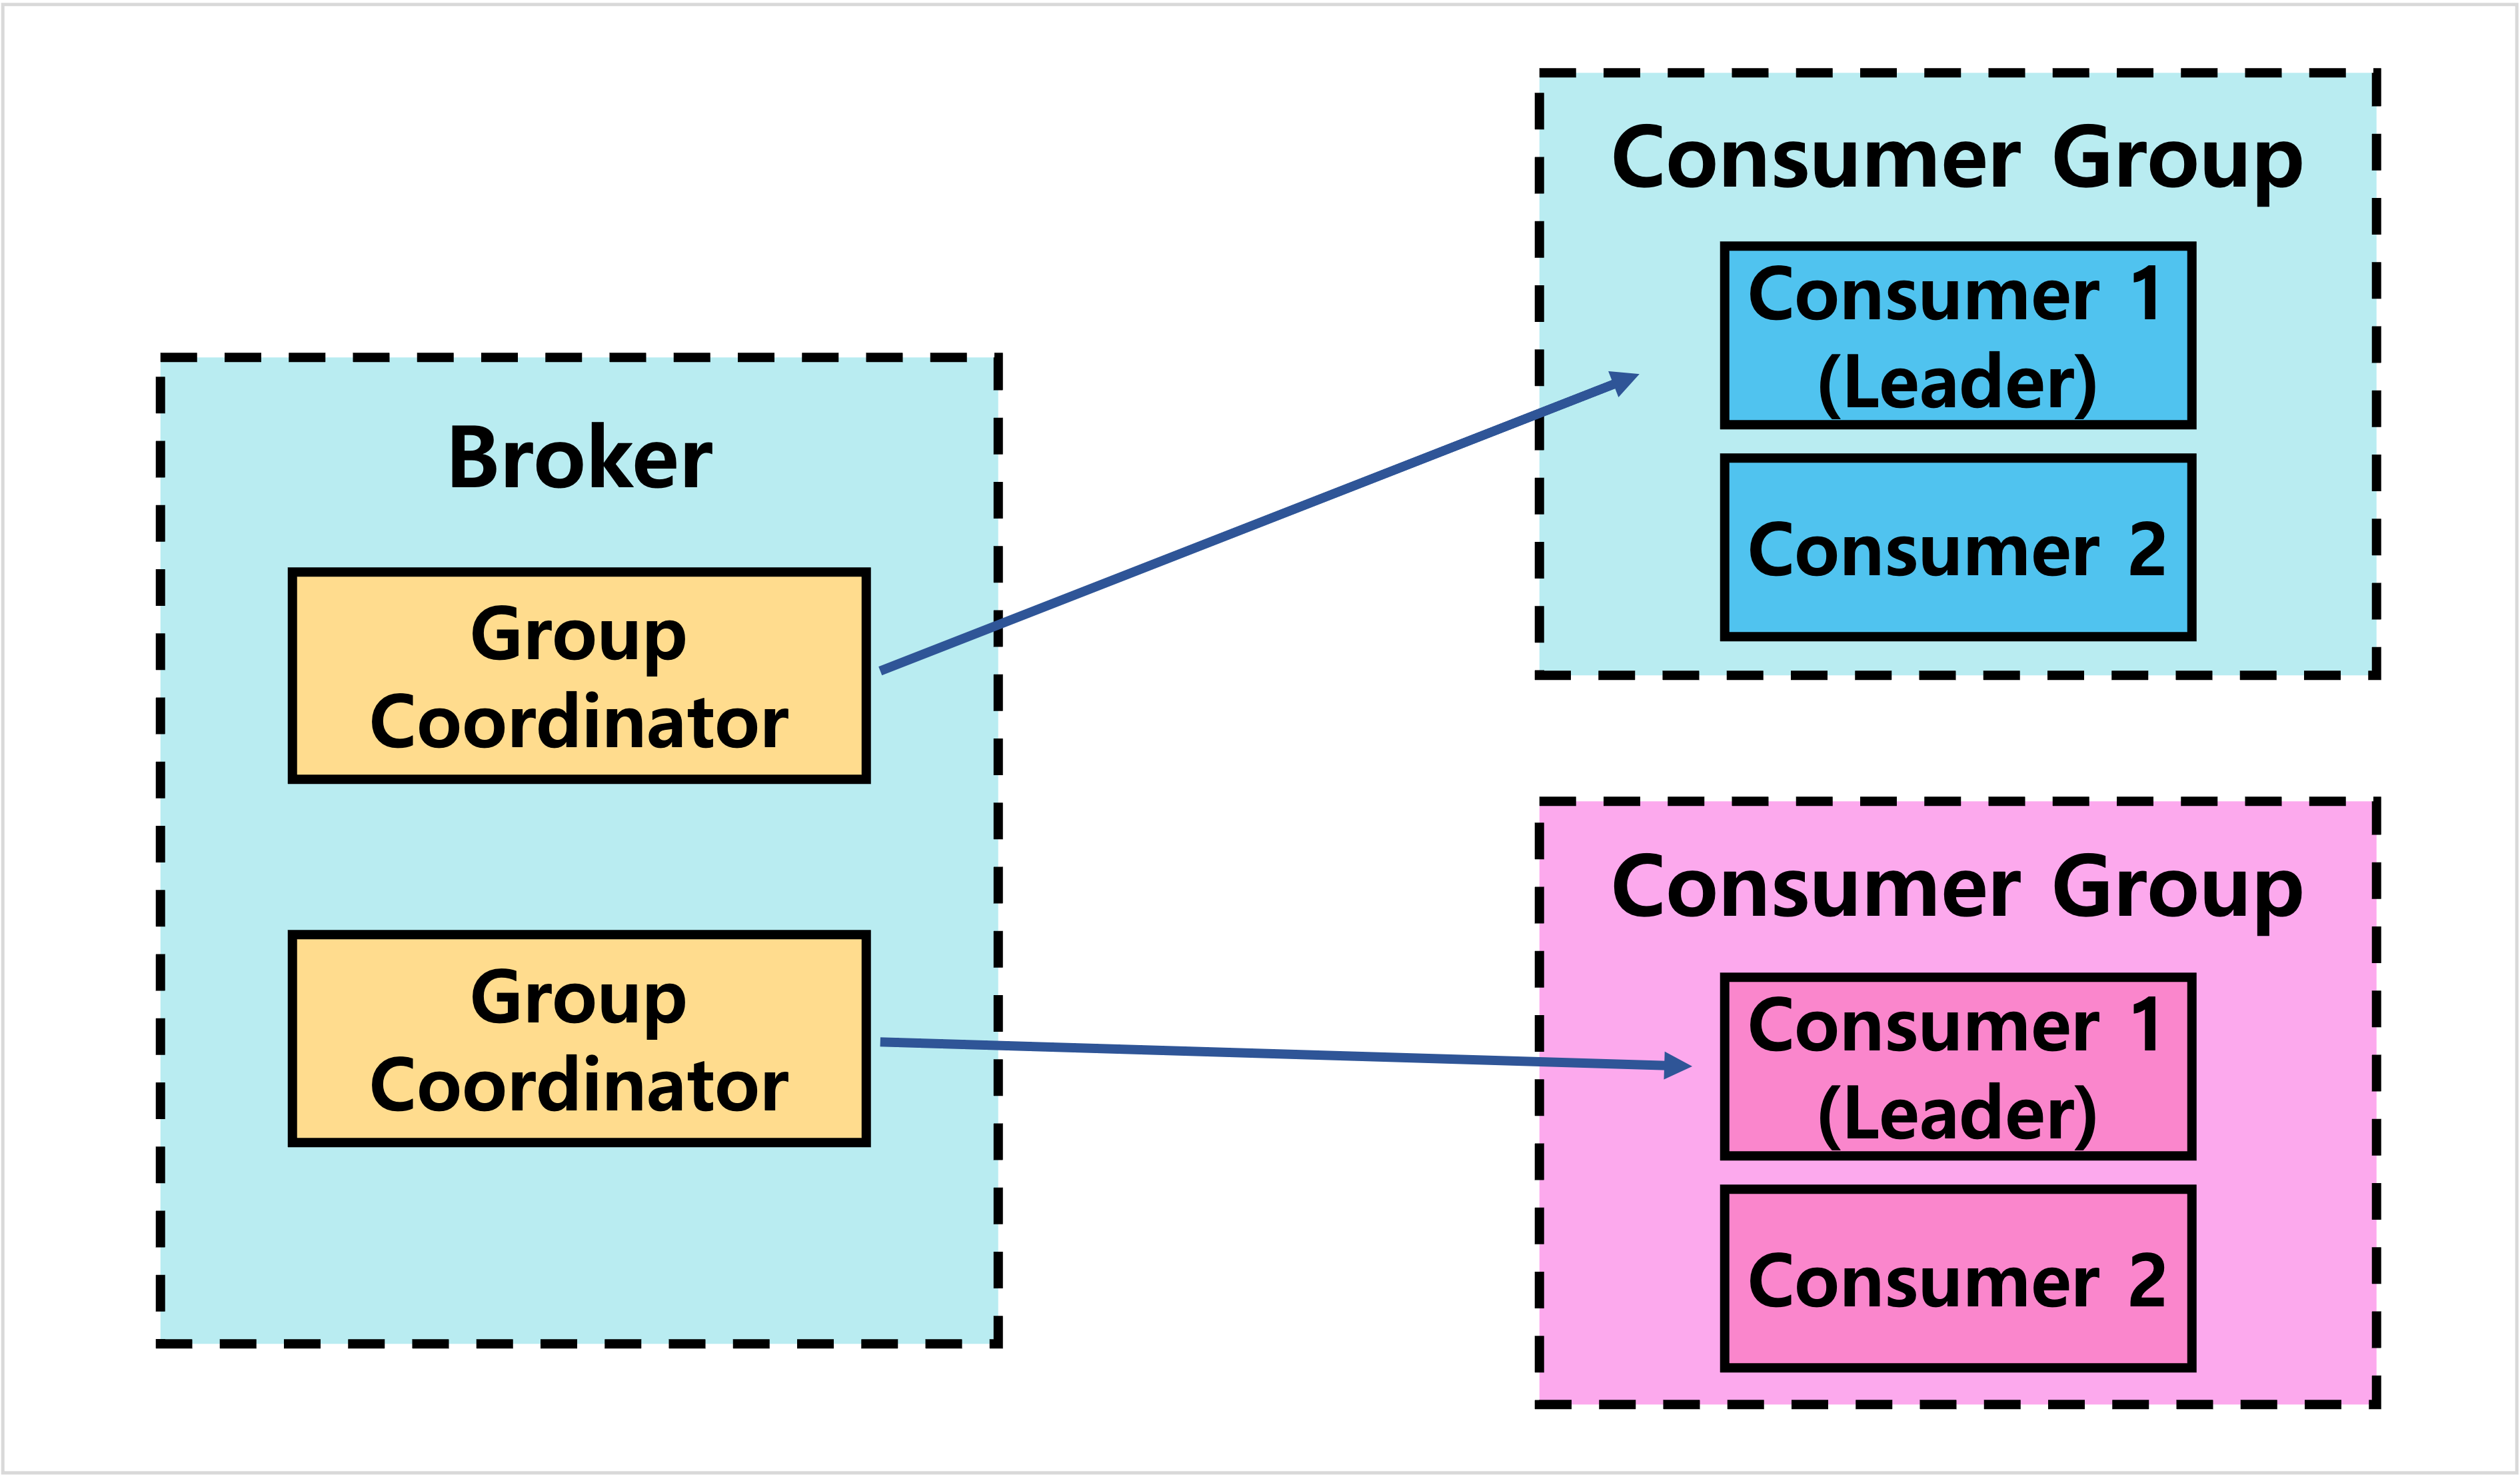 Broker
Group
Coordinator
Group
Coordinator
Consumer Group
Consumer 1
(Leader)
Consumer 2
Consumer Group
Consumer 1
(Leader)
Consumer 2